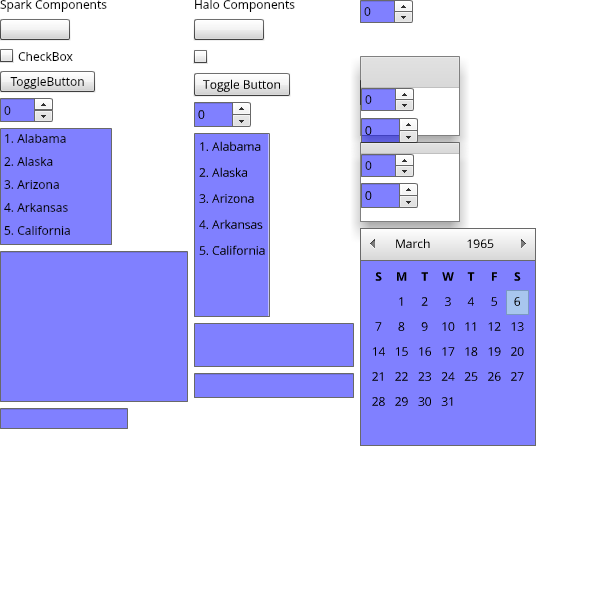 Spark Components
CheckBox
ToggleButton
0
1. Alabama
2. Alaska
3. Arizona
4. Arkansas
5. California
Halo Components
Toggle Button
0
1. Alabama
2. Alaska
3. Arizona
4. Arkansas
5. California
0
0
0
0
0
March 1965
S M T W T F S
1 2 3 4 5 6
7 8 9 10 11 12 13
14 15 16 17 18 19 20
21 22 23 24 25 26 27
28 29 30 31